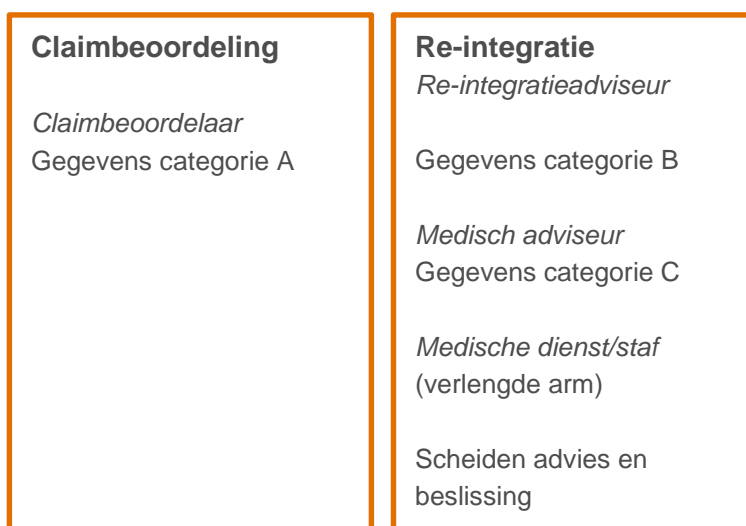 Claimbeoordeling
Claimbeoordelaar
Gegevens categorie A
Re-integratie
Re-integratieadviseur
Gegevens categorie B
Medisch adviseur
Gegevens categorie C
Medische dienst/staf
(verlengde arm)
Scheiden advies en
beslissing